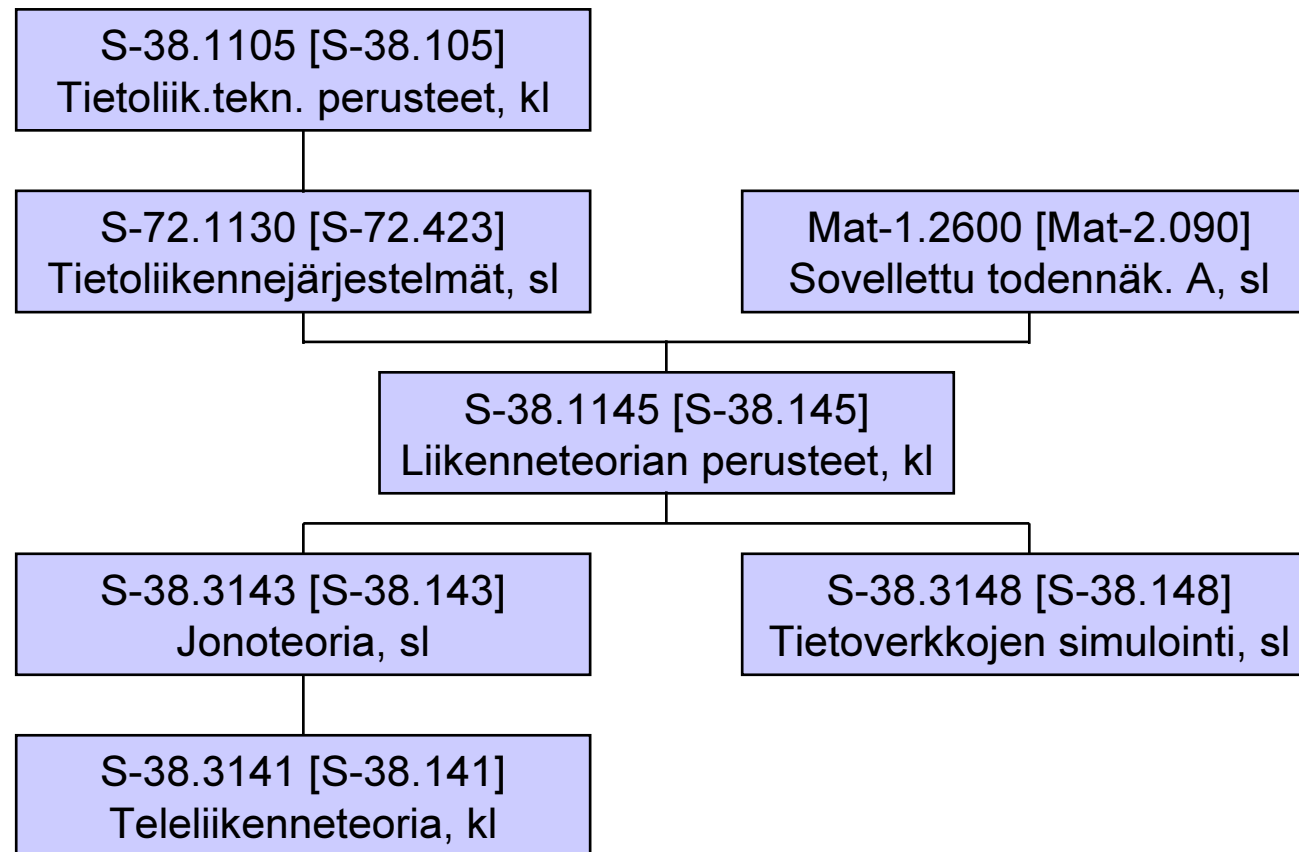 S-38.1105 [S-38.105]
Tietoliik.tekn. perusteet, kl
S-72.1130 [S-72.423]
Tietoliikennejärjestelmät, sl
Mat-1.2600 [Mat-2.090]
Sovellettu todennäk. A, sl
S-38.1145 [S-38.145]
Liikenneteorian perusteet, kl
S-38.3143 [S-38.143]
Jonoteoria, sl
S-38.3148 [S-38.148]
Tietoverkkojen simulointi, sl
S-38.3141 [S-38.141]
Teleliikenneteoria, kl